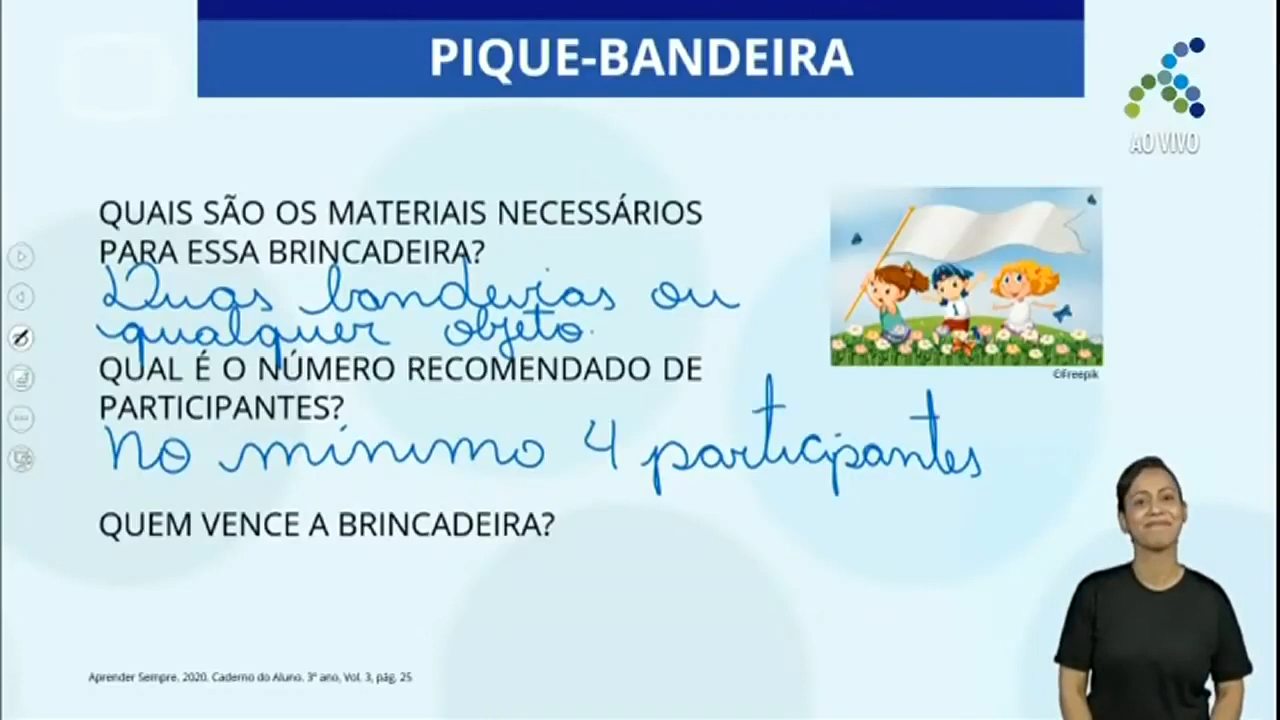 PIQUE-BANDEIRA
AO VIVO
QUAIS SÃO OS MATERIAIS NECESSÁRIOS
PARA ESSA BRINCADEIRA?
Duas bandeiras ou
qualquer objeto.
©Freepik
QUAL É O NÚMERO RECOMENDADO DE
PARTICIPANTES?
No mínimo 4 participantes
QUEM VENCE A BRINCADEIRA?
Aprender Sempre. 2020. Caderno do Aluno. 3º ano, Vol. 3, pág. 25